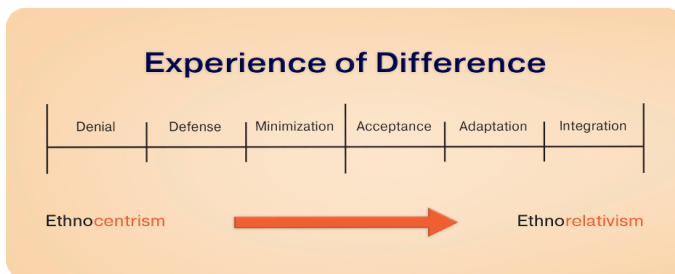 Experience of Difference
Denial Defense Minimization Acceptance Adaptation Integration
Ethnocentrism Ethnorelativism